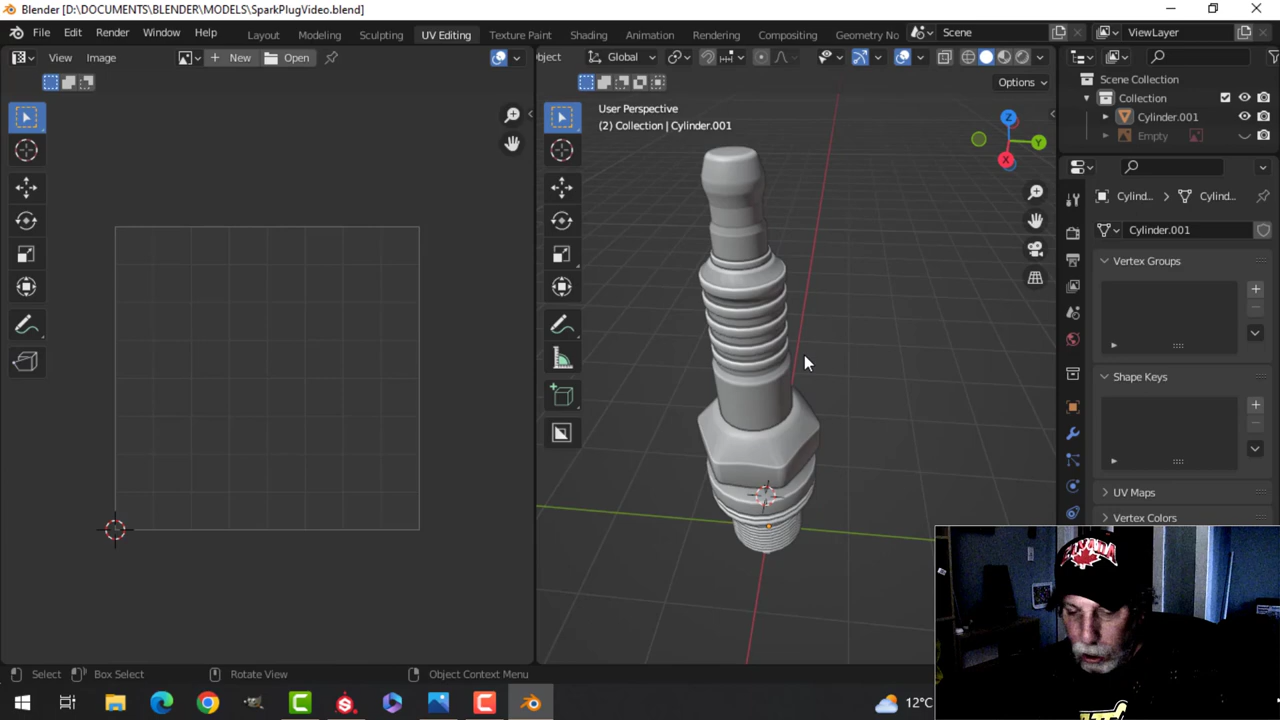 Blender [D:\DOCUMENTS\BLENDER\MODELS\SparkPlugVideo.blend]
File Edit Render Window Help Layout Modeling Sculpting UV Editing Texture Paint Shading Animation Rendering Compositing Geometry No Scene ViewLayer
View Image New Open bject Global
Options
User Perspective
(2) Collection | Cylinder.001
Z
Y
X
Scene Collection
Collection
Cylinder.001
Empty
Cylind... Cylind...
Cylinder.001
Vertex Groups
Shape Keys
UV Maps
Vertex Colors
Select Box Select Rotate View Object Context Menu
12°C